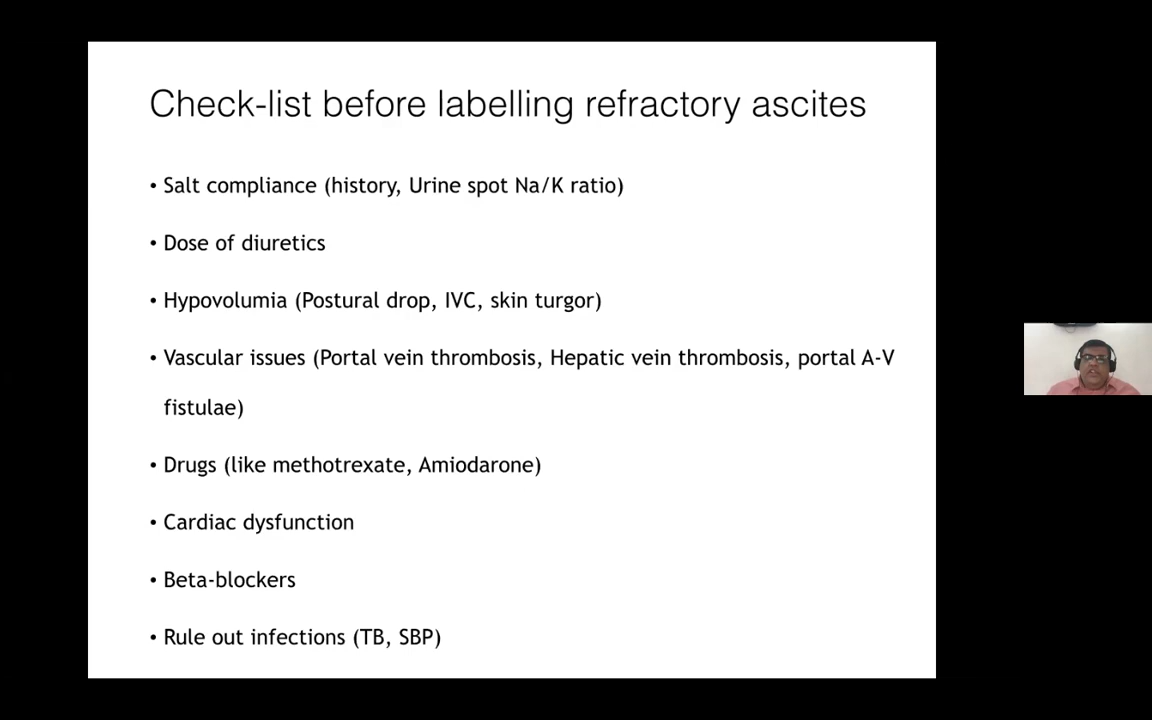 Check-list before labelling refractory ascites
• Salt compliance (history, Urine spot Na/K ratio)
• Dose of diuretics
• Hypovolumia (Postural drop, IVC, skin turgor)
• Vascular issues (Portal vein thrombosis, Hepatic vein thrombosis, portal A-V
fistulae)
• Drugs (like methotrexate, Amiodarone)
• Cardiac dysfunction
• Beta-blockers
• Rule out infections (TB, SBP)